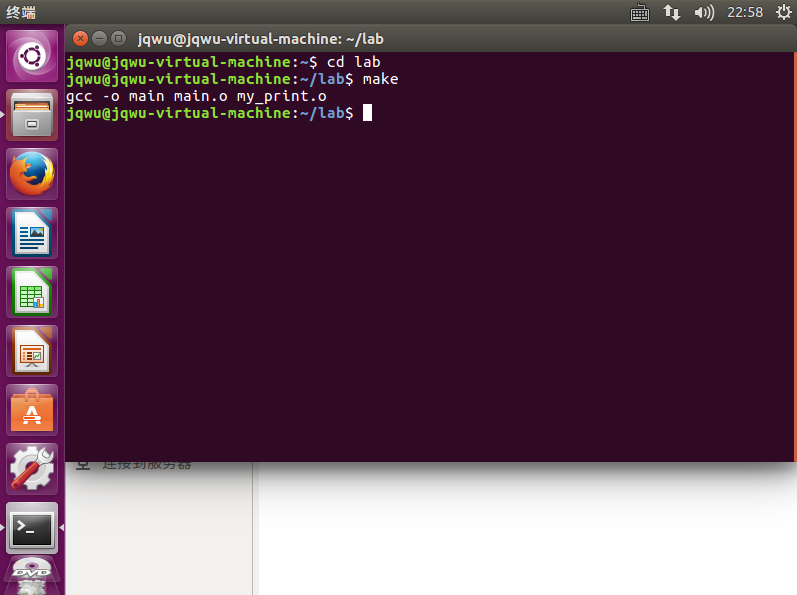 终端
22:58
jqwu@jqwu-virtual-machine: ~/lab
jqwu@jqwu-virtual-machine:~$ cd lab
jqwu@jqwu-virtual-machine:~/lab$ make
gcc -o main main.o my_print.o
jqwu@jqwu-virtual-machine:~/lab$
连接到服务器
DVD